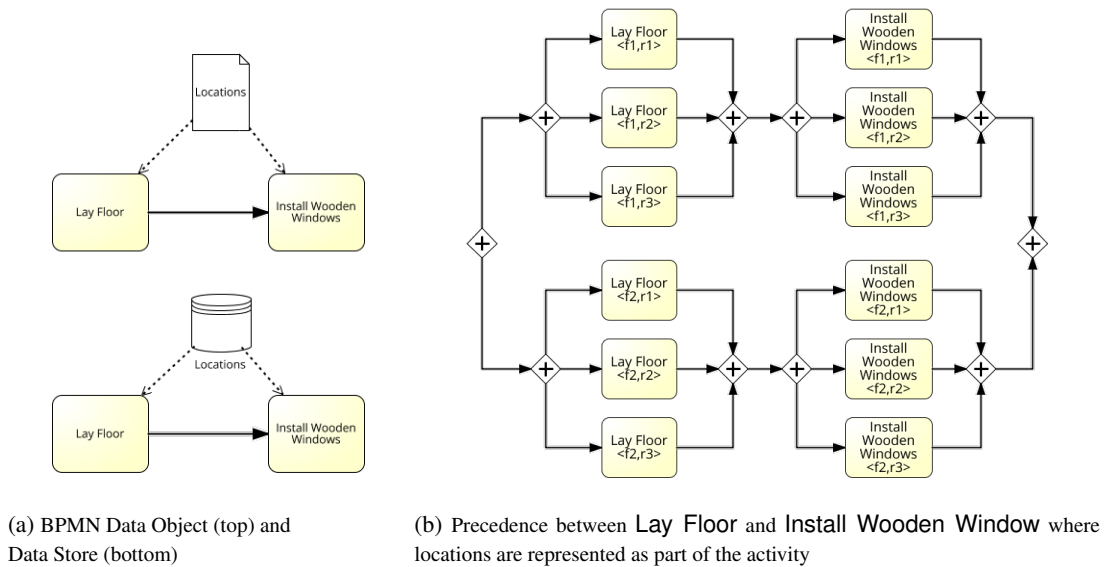 Locations
Lay Floor
Install Wooden
Windows
Locations
Lay Floor
Install Wooden
Windows
(a) BPMN Data Object (top) and
Data Store (bottom)
Lay Floor
<f1,r1>
Install
Wooden
Windows
<f1,r1>
Lay Floor
<f1,r2>
Install
Wooden
Windows
<f1,r2>
Lay Floor
<f1,r3>
Install
Wooden
Windows
<f1,r3>
Lay Floor
<f2,r1>
Install
Wooden
Windows
<f2,r1>
Lay Floor
<f2,r2>
Install
Wooden
Windows
<f2,r2>
Lay Floor
<f2,r3>
Install
Wooden
Windows
<f2,r3>
(b) Precedence between Lay Floor and Install Wooden Window where
locations are represented as part of the activity